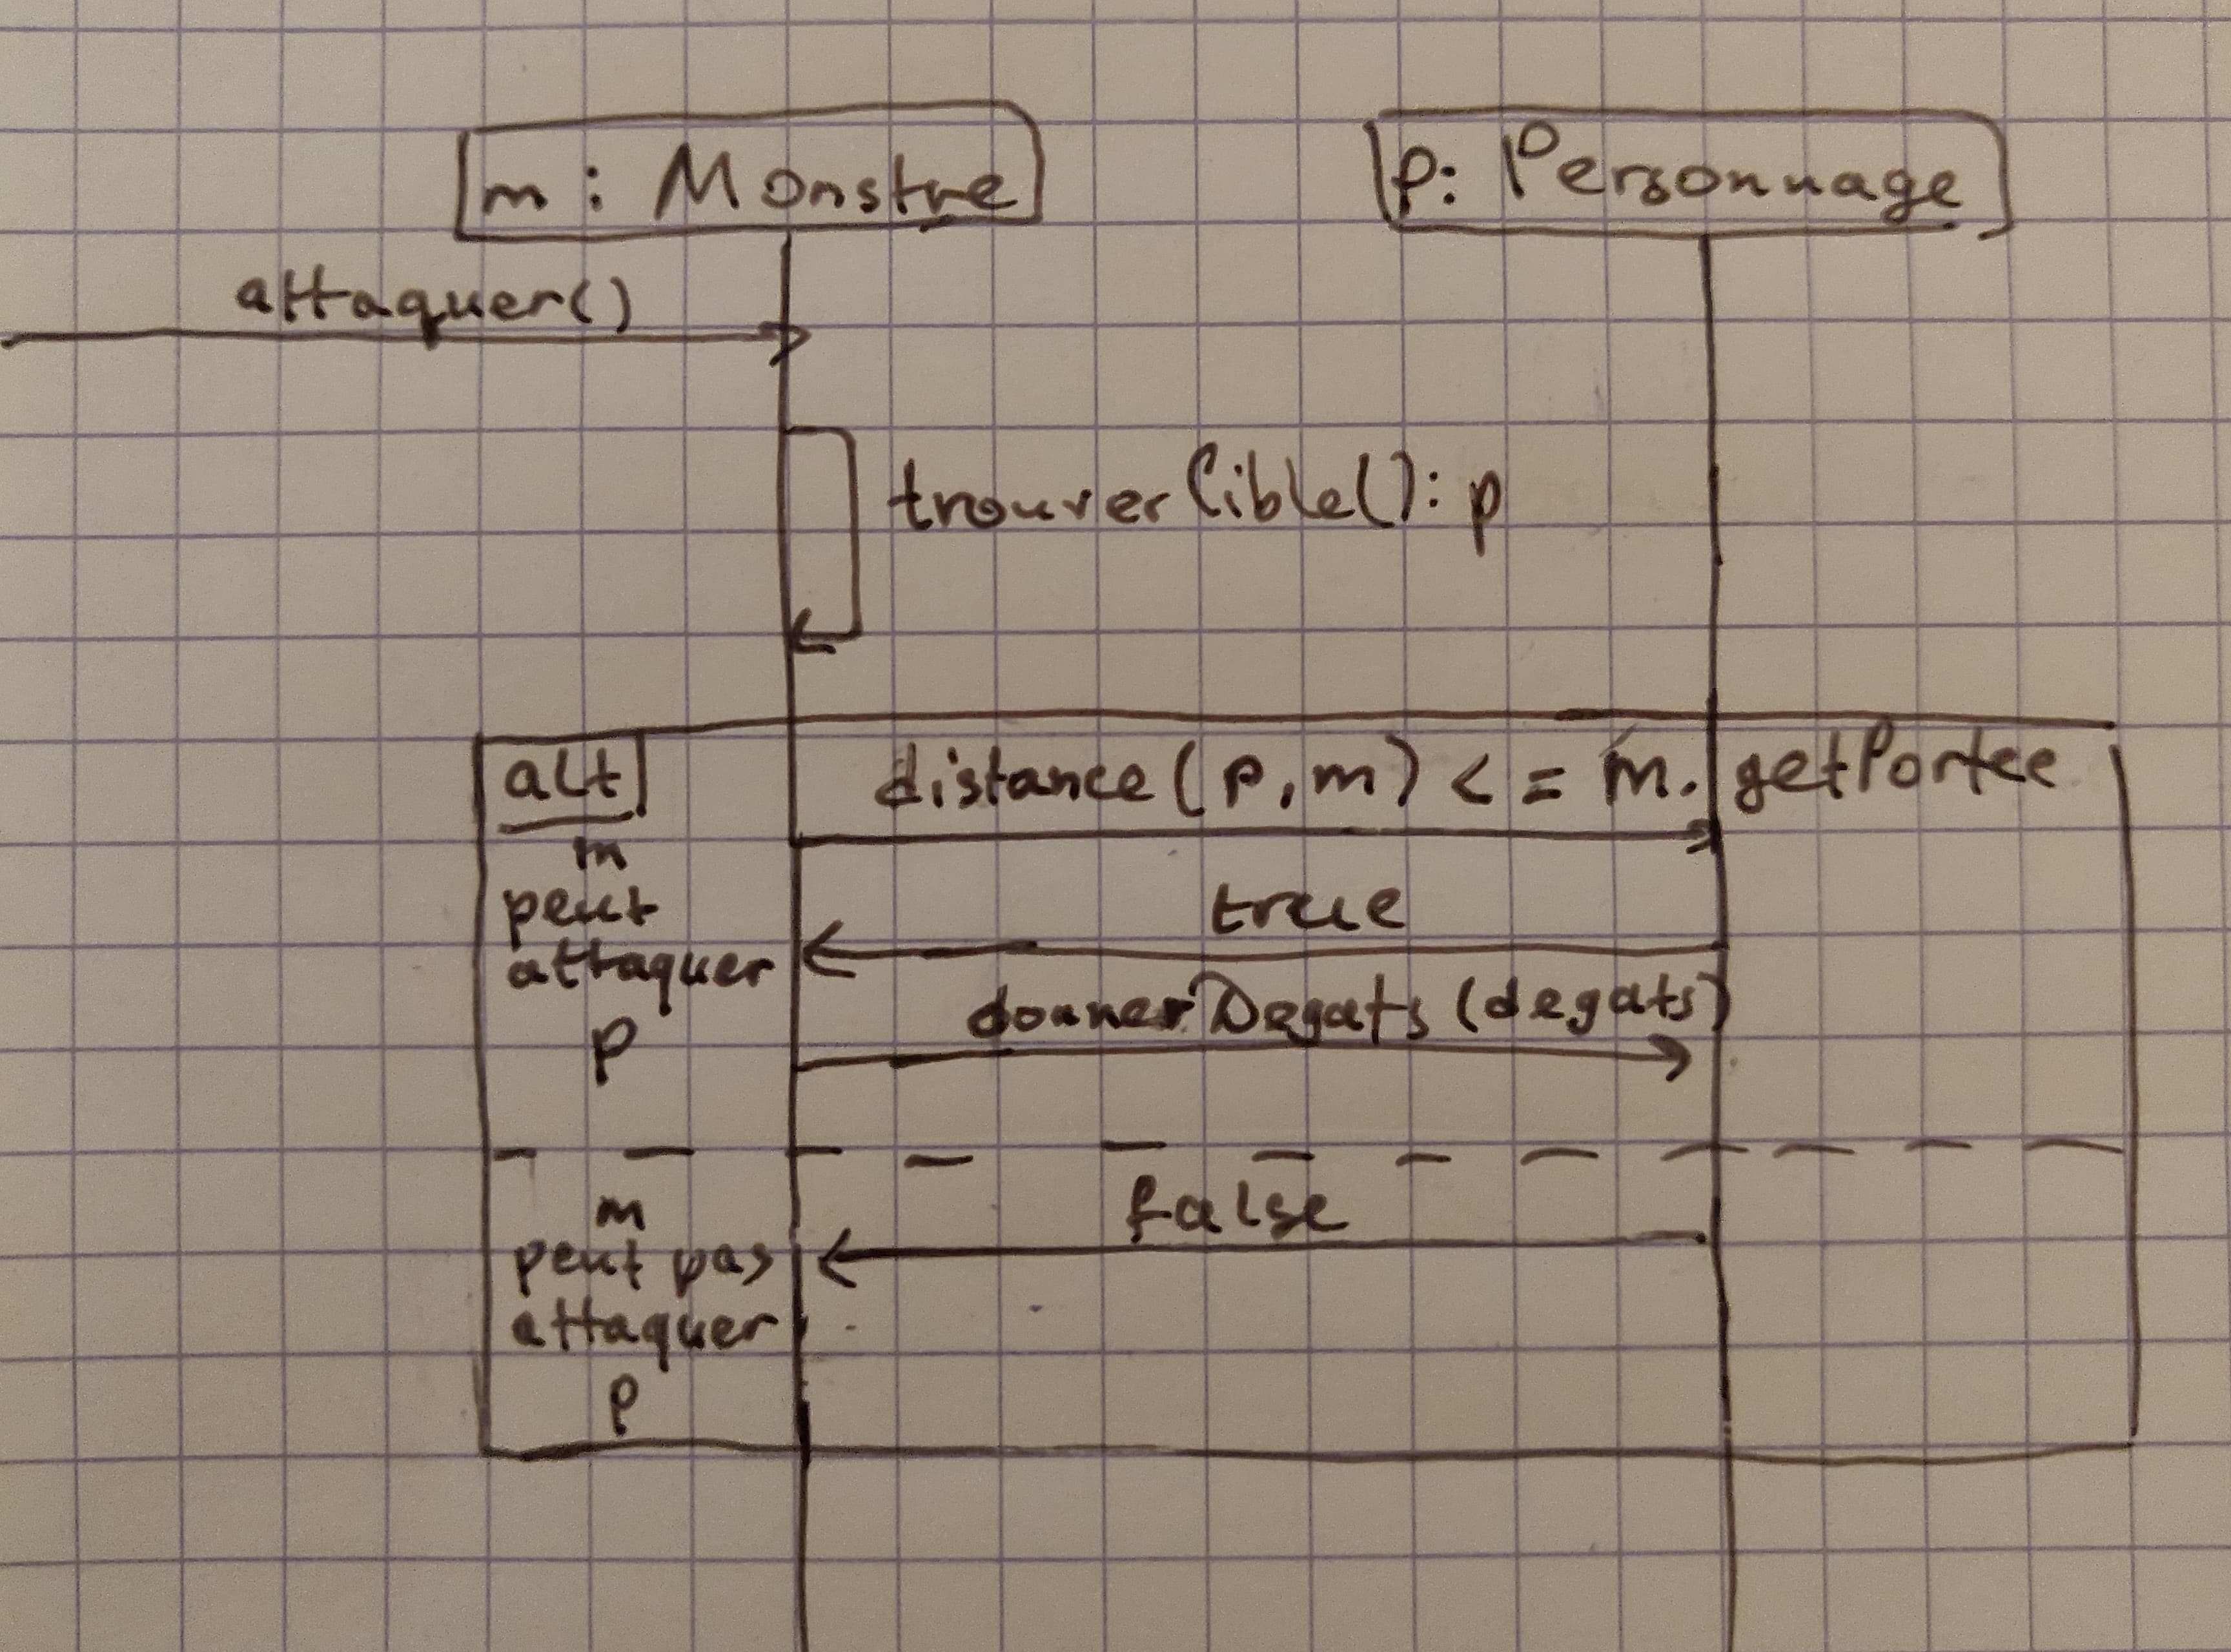 m : Monstre
p: Personnage
attaquer()
trouverCible(): p
alt
distance(p,m) <= m.getPortee
m
peut
attaquer
p
true
donnerDegats(degats)
m
peut pas
attaquer
p
false